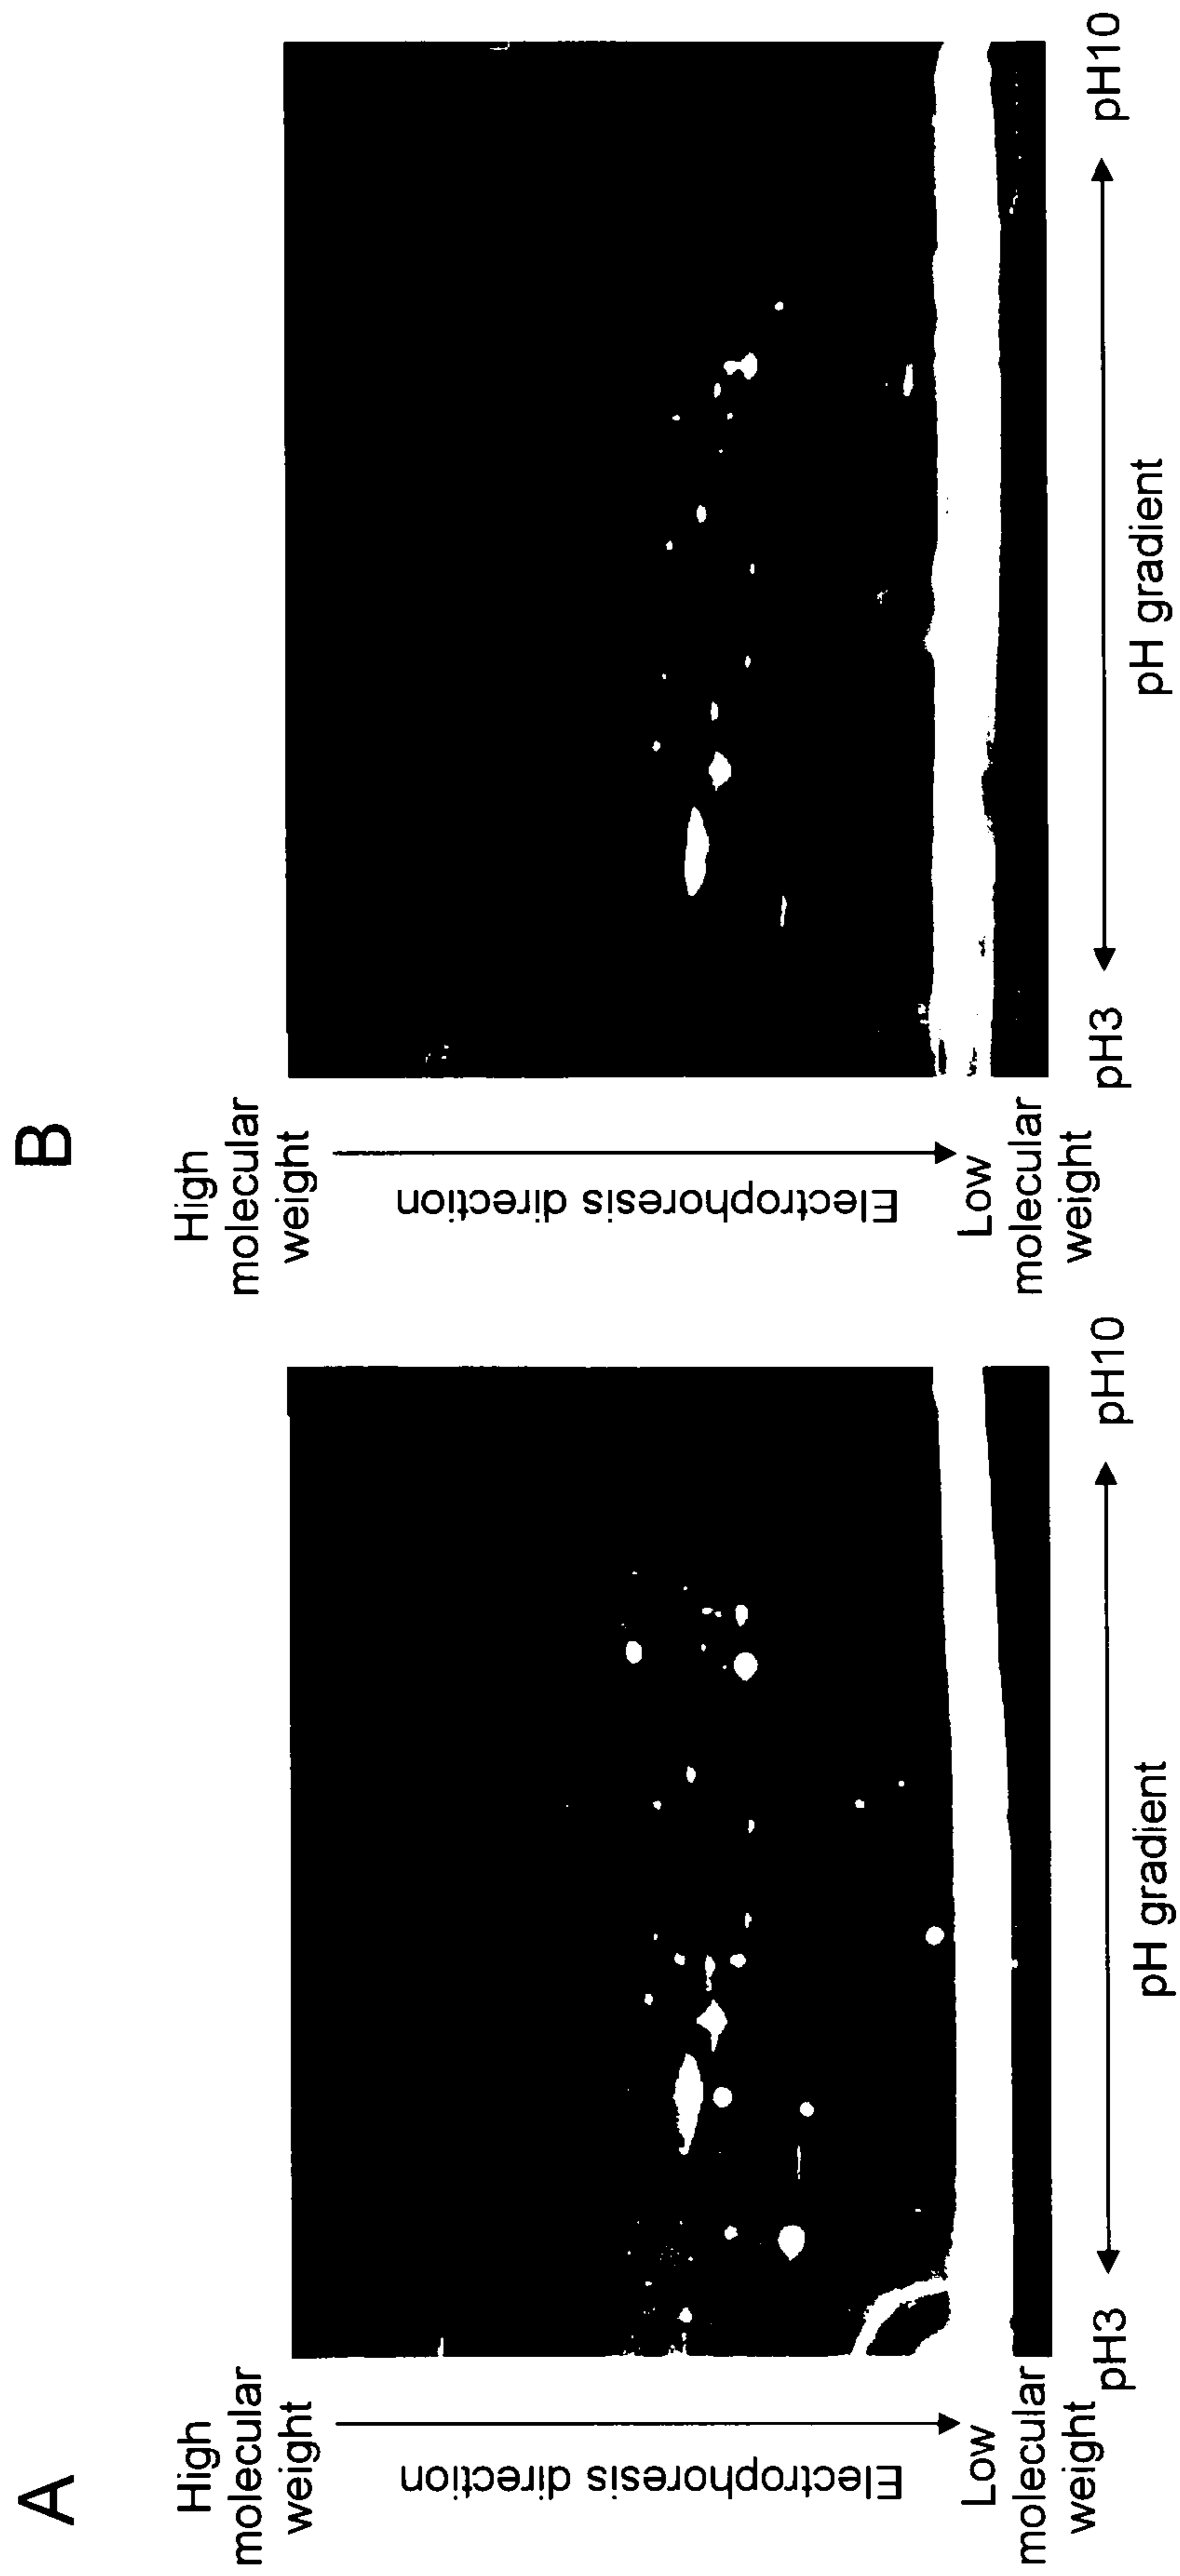 A
High
molecular
weight
Electrophoresis direction
Low
molecular
weight
pH3
pH10
pH gradient
B
High
molecular
weight
Electrophoresis direction
Low
molecular
weight
pH3
pH10
pH gradient